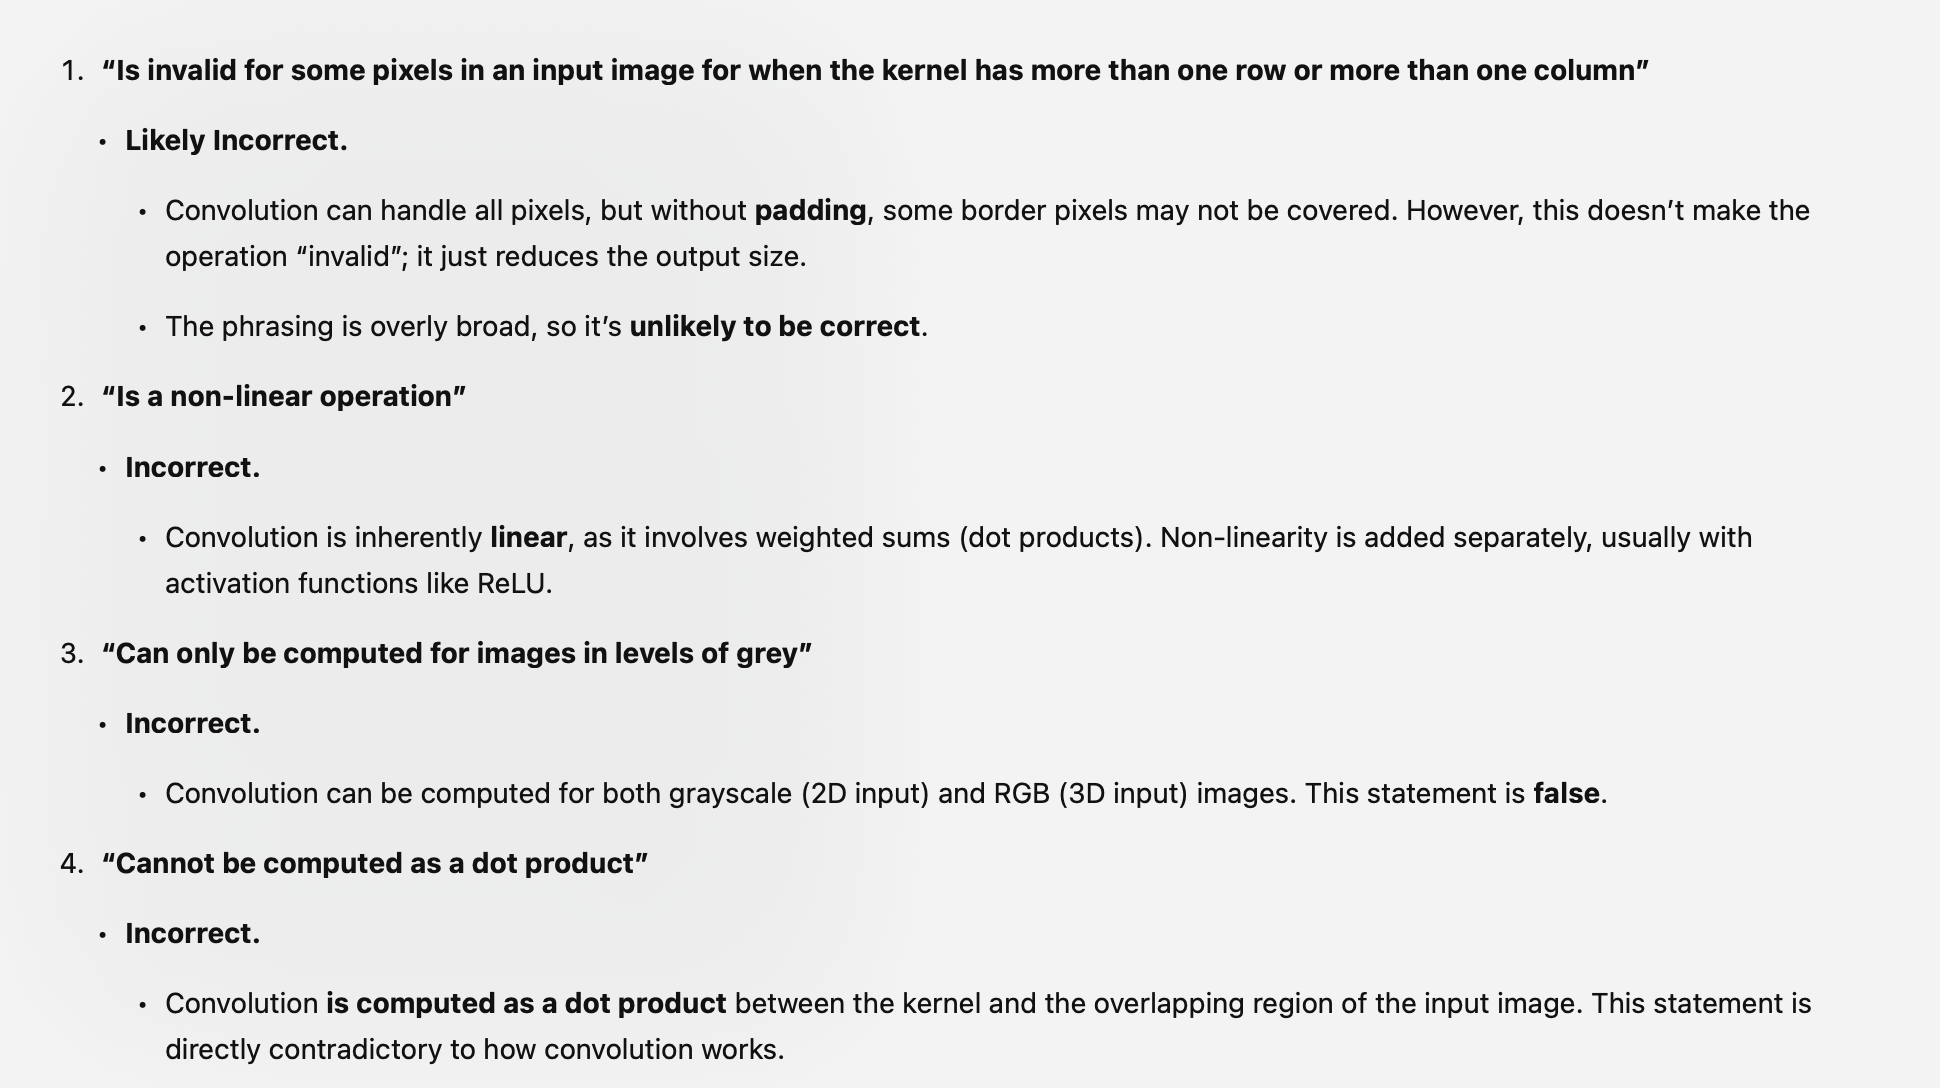 1. “Is invalid for some pixels in an input image for when the kernel has more than one row or more than one column”
• Likely Incorrect.
• Convolution can handle all pixels, but without padding, some border pixels may not be covered. However, this doesn’t make the
operation “invalid”; it just reduces the output size.
• The phrasing is overly broad, so it’s unlikely to be correct.
2. “Is a non-linear operation”
• Incorrect.
• Convolution is inherently linear, as it involves weighted sums (dot products). Non-linearity is added separately, usually with
activation functions like ReLU.
3. “Can only be computed for images in levels of grey”
• Incorrect.
• Convolution can be computed for both grayscale (2D input) and RGB (3D input) images. This statement is false.
4. “Cannot be computed as a dot product”
• Incorrect.
• Convolution is computed as a dot product between the kernel and the overlapping region of the input image. This statement is
directly contradictory to how convolution works.